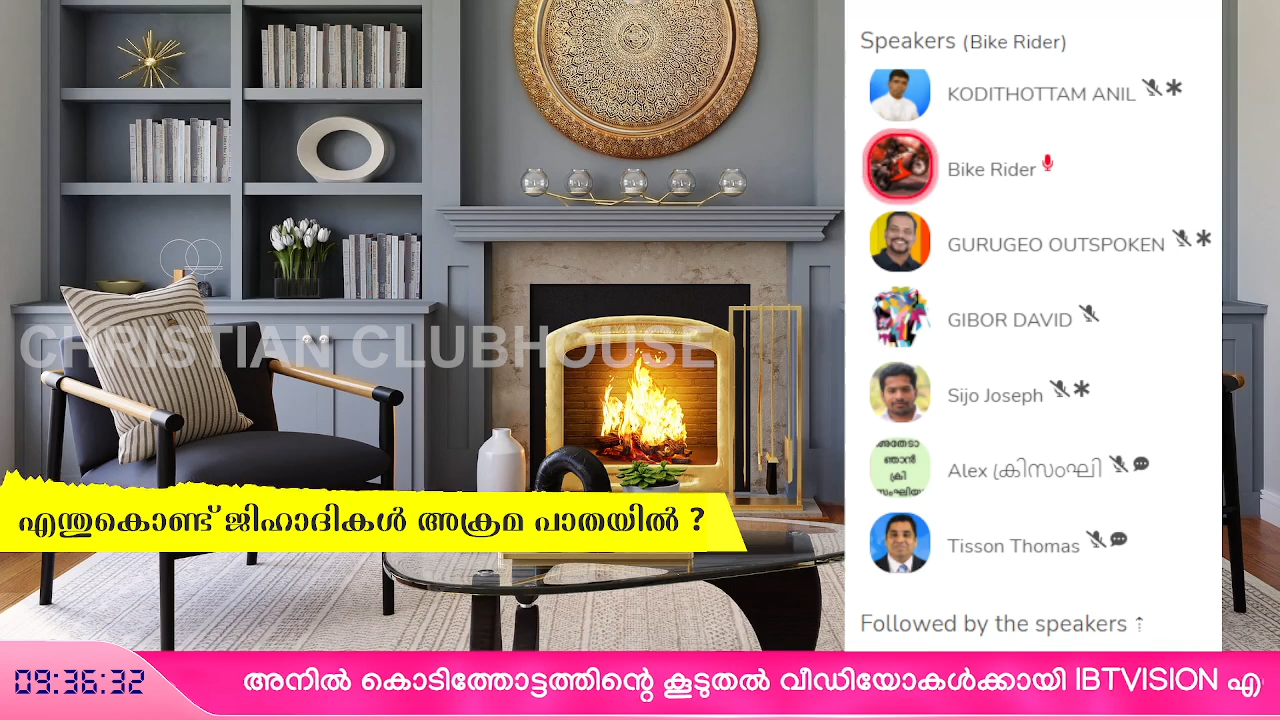 Speakers (Bike Rider)
KODITHOTTAM ANIL
Bike Rider
GURUGEO OUTSPOKEN
GIBOR DAVID
Sijo Joseph
അതേടാ
ഞാൻ
ക്രി
Alex ക്രിസംഘി
Tisson Thomas
Followed by the speakers
CHRISTIAN CLUBHOUSE
എന്തുകൊണ്ട് ജിഹാദികൾ അക്രമ പാതയിൽ ?
09:36:32
അനിൽ കൊടിത്തോട്ടത്തിന്റെ കൂടുതൽ വീഡിയോകൾക്കായി IBTVISION എ